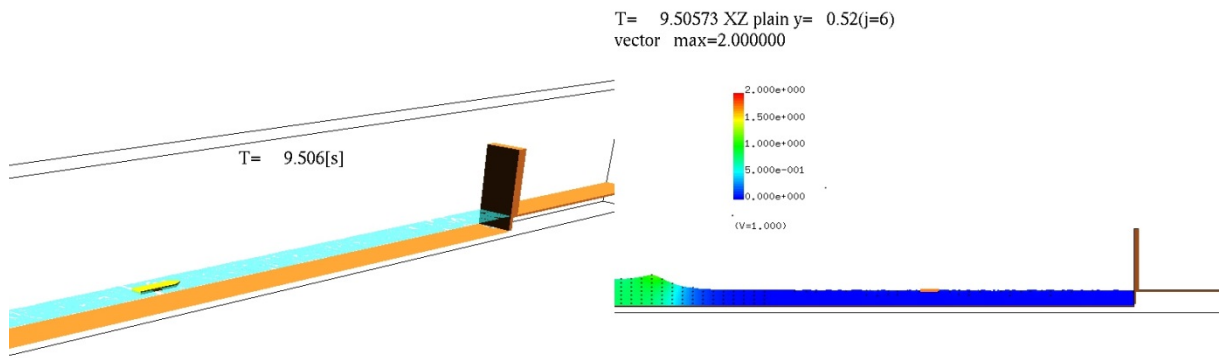 T= 9.506[s]
T= 9.50573 XZ plain y= 0.52(j=6)
vector max=2.000000
2.000e+000
1.500e+000
1.000e+000
5.000e-001
0.000e+000
(V=1.000)